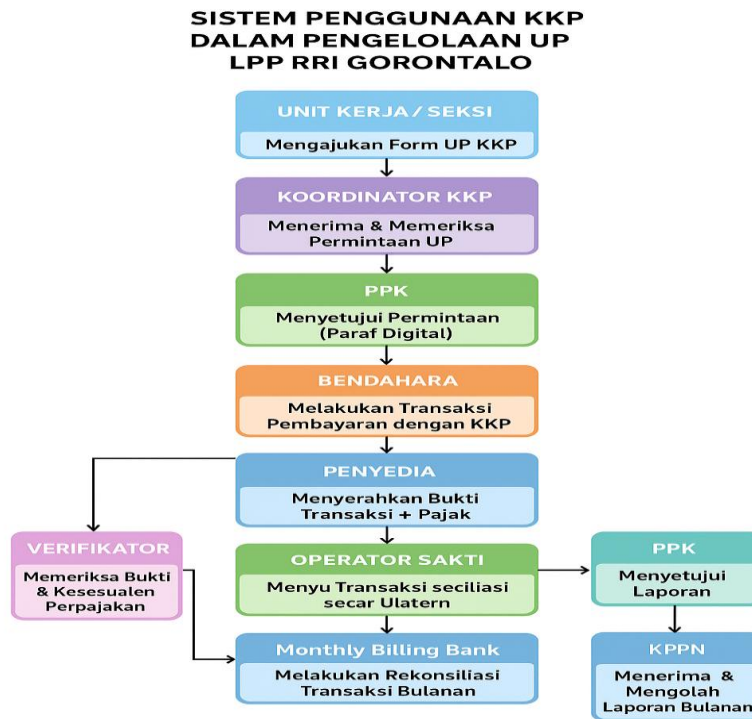 SISTEM PENGGUNAAN KKP
DALAM PENGELOLAAN UP
LPP RRI GORONTALO
UNIT KERJA / SEKSI
Mengajukan Form UP KKP
KOORDINATOR KKP
Menerima & Memeriksa
Permintaan UP
PPK
Menyetujui Permintaan
(Paraf Digital)
BENDAHARA
Melakukan Transaksi
Pembayaran dengan KKP
PENYEDIA
Menyerahkan Bukti
Transaksi + Pajak
VERIFIKATOR
Memeriksa Bukti
& Kesesualen
Perpajakan
OPERATOR SAKTI
Menyu Transaksi seciliasi
secar Ulatern
PPK
Menyetujui
Laporan
Monthly Billing Bank
Melakukan Rekonsiliasi
Transaksi Bulanan
KPPN
Menerima &
Mengolah
Laporan Bulanan